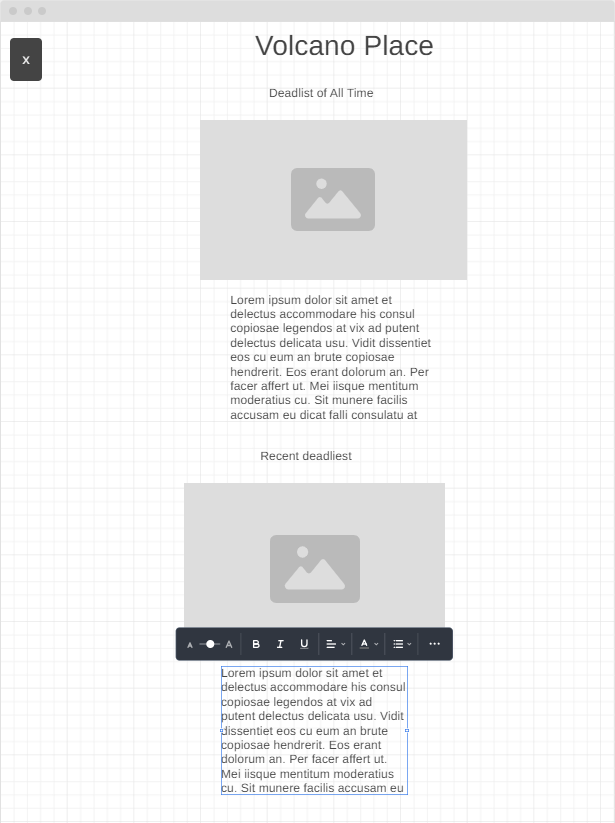 Volcano Place
X
Deadlist of All Time
Lorem ipsum dolor sit amet et
delectus accommodare his consul
copiosae legendos at vix ad putent
delectus delicata usu. Vidit dissentiet
eos cu eum an brute copiosae
hendrerit. Eos erant dolorum an. Per
facer affert ut. Mei iisque mentitum
moderatius cu. Sit munere facilis
accusam eu dicat falli consulatu at
Recent deadliest
A A B I U A
Lorem ipsum dolor sit amet et
delectus accommodare his consul
copiosae legendos at vix ad
putent delectus delicata usu. Vidit
dissentiet eos cu eum an brute
copiosae hendrerit. Eos erant
dolorum an. Per facer affert ut.
Mei iisque mentitum moderatius
cu. Sit munere facilis accusam eu